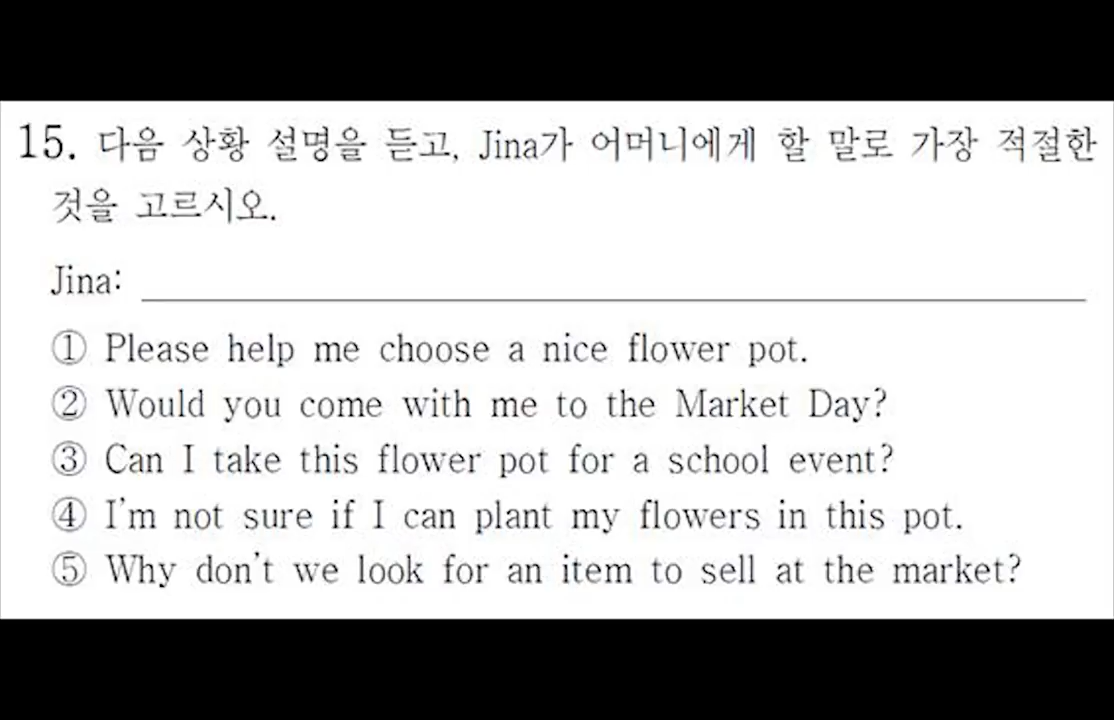 15. 다음 상황 설명을 듣고, Jina가 어머니에게 할 말로 가장 적절한
것을 고르시오.
Jina:
① Please help me choose a nice flower pot.
② Would you come with me to the Market Day?
③ Can I take this flower pot for a school event?
④ I'm not sure if I can plant my flowers in this pot.
⑤ Why don't we look for an item to sell at the market?